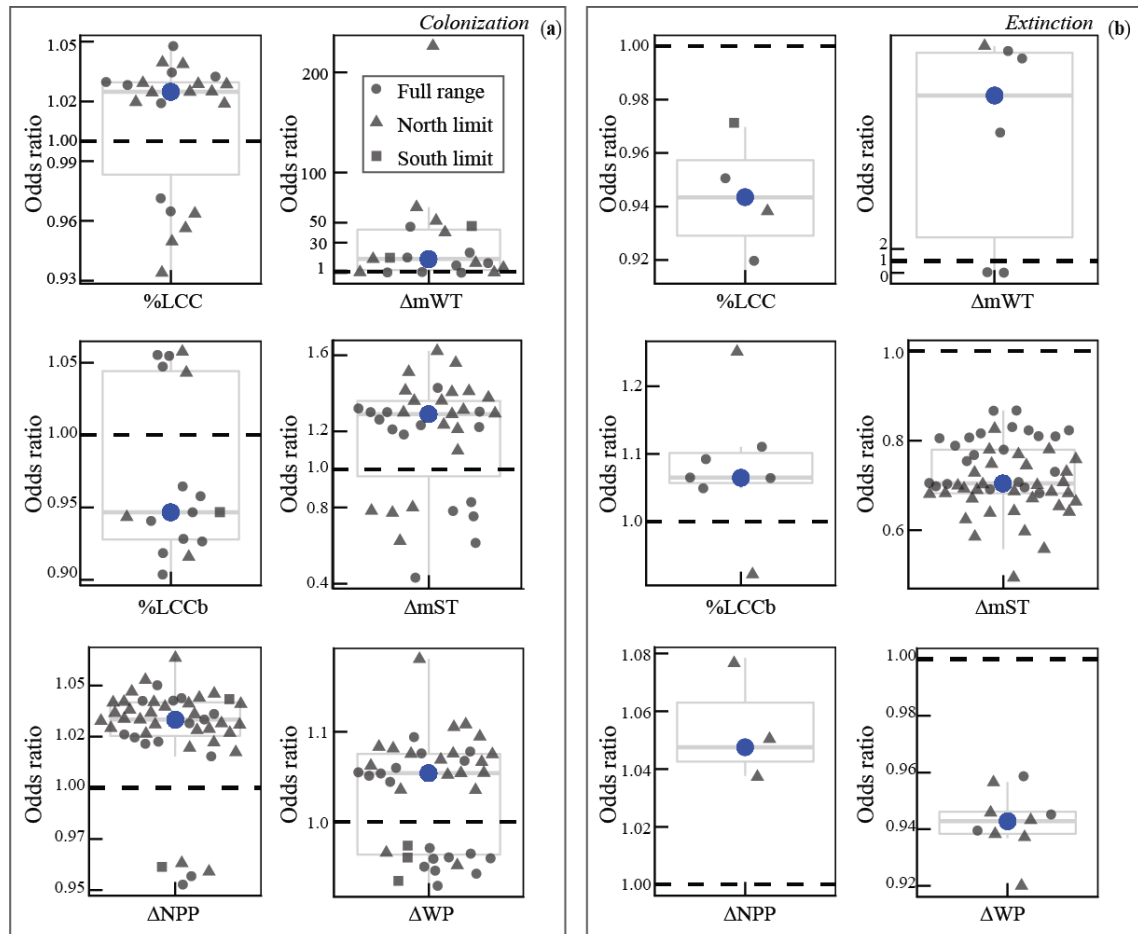 Colonization (a)
1.05
1.02
1.00
0.99
0.96
0.93
Odds ratio
%LCC
200
100
50
30
1
Odds ratio
Full range
North limit
South limit
ΔmWT
1.05
1.00
0.95
0.90
Odds ratio
%LCCb
1.6
1.2
1.0
0.8
0.4
Odds ratio
ΔmST
1.05
1.02
1.00
0.97
0.95
Odds ratio
ΔNPP
1.1
1.0
Odds ratio
ΔWP
Extinction (b)
1.00
0.98
0.96
0.94
0.92
Odds ratio
%LCC
2
1
0
Odds ratio
ΔmWT
1.2
1.1
1.0
Odds ratio
%LCCb
1.0
0.8
0.6
Odds ratio
ΔmST
1.08
1.06
1.04
1.02
1.00
Odds ratio
ΔNPP
1.00
0.96
0.94
0.92
Odds ratio
ΔWP